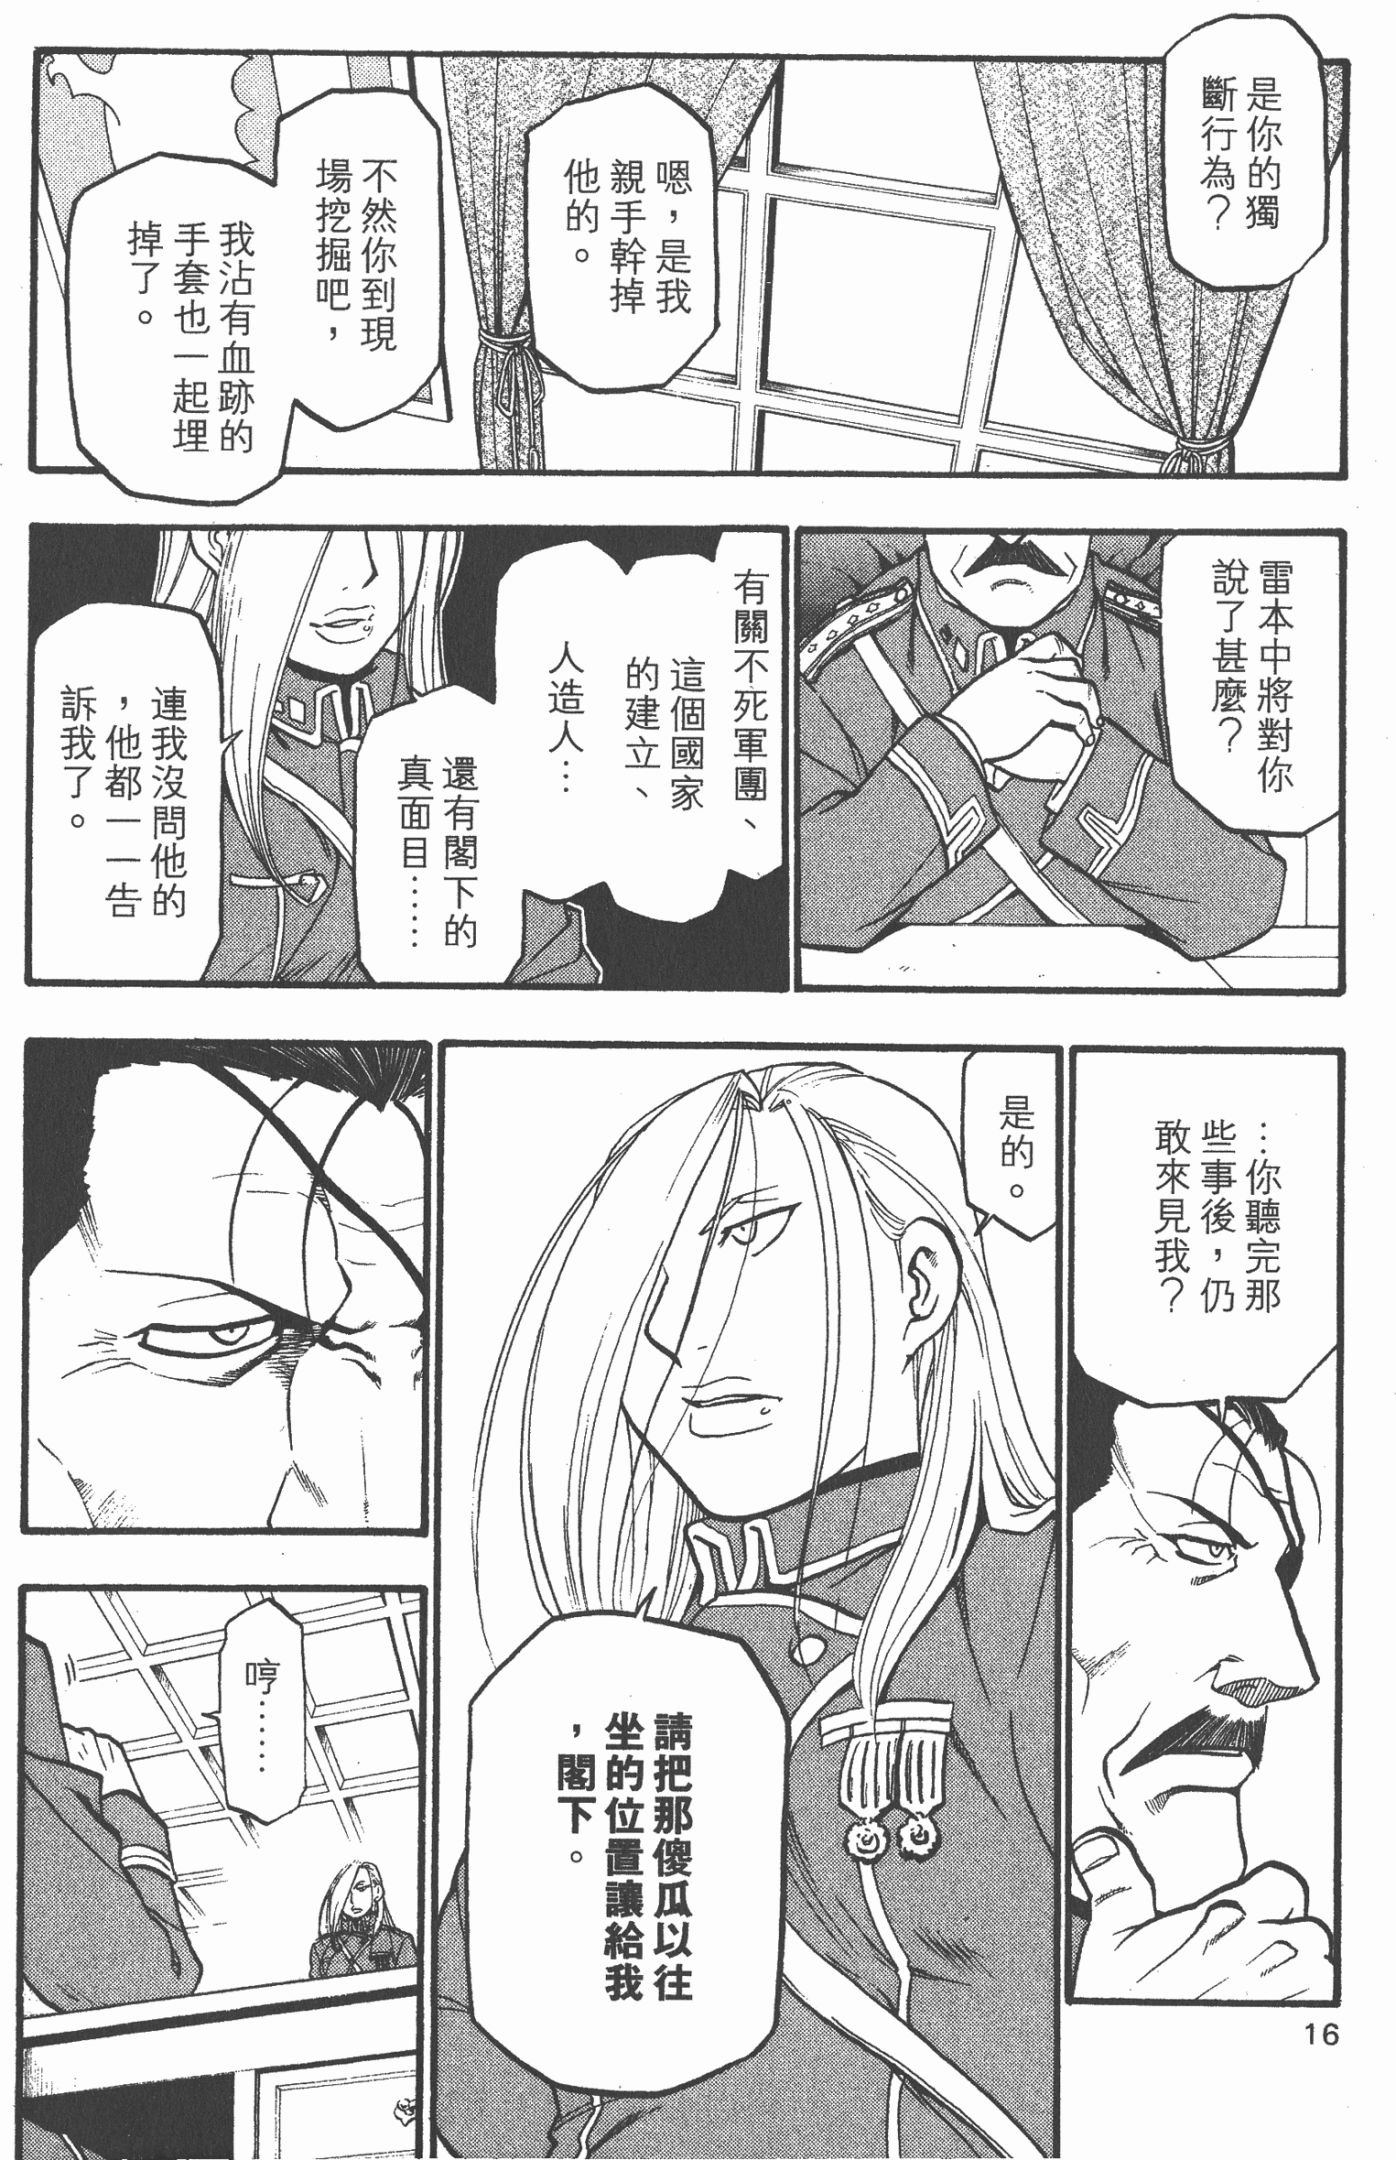 是你的獨
斷行為？
嗯，是我
親手幹掉
他的。
不然你到現
場挖掘吧，
我沾有血跡的
手套也一起埋
掉了。
雷本中將對你
說了甚麼？
有關不死軍團、
這個國家
的建立、
人造人…
還有閣下的
真面目……
連我沒問他的
，他都一一告
訴我了。
…你聽完那
些事後，仍
敢來見我？
是的。
請把那傻瓜以往
坐的位置讓給我
，閣下。
哼……
16